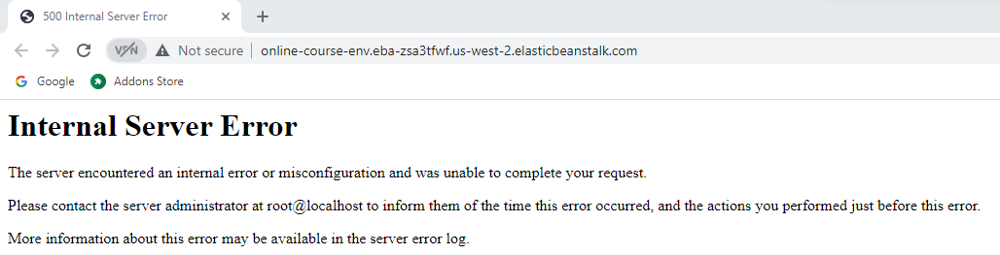 500 Internal Server Error
VPN
Not secure
online-course-env.eba-zsa3tfwf.us-west-2.elasticbeanstalk.com
Google
Addons Store
Internal Server Error
The server encountered an internal error or misconfiguration and was unable to complete your request.
Please contact the server administrator at root@localhost to inform them of the time this error occurred, and the actions you performed just before this error.
More information about this error may be available in the server error log.